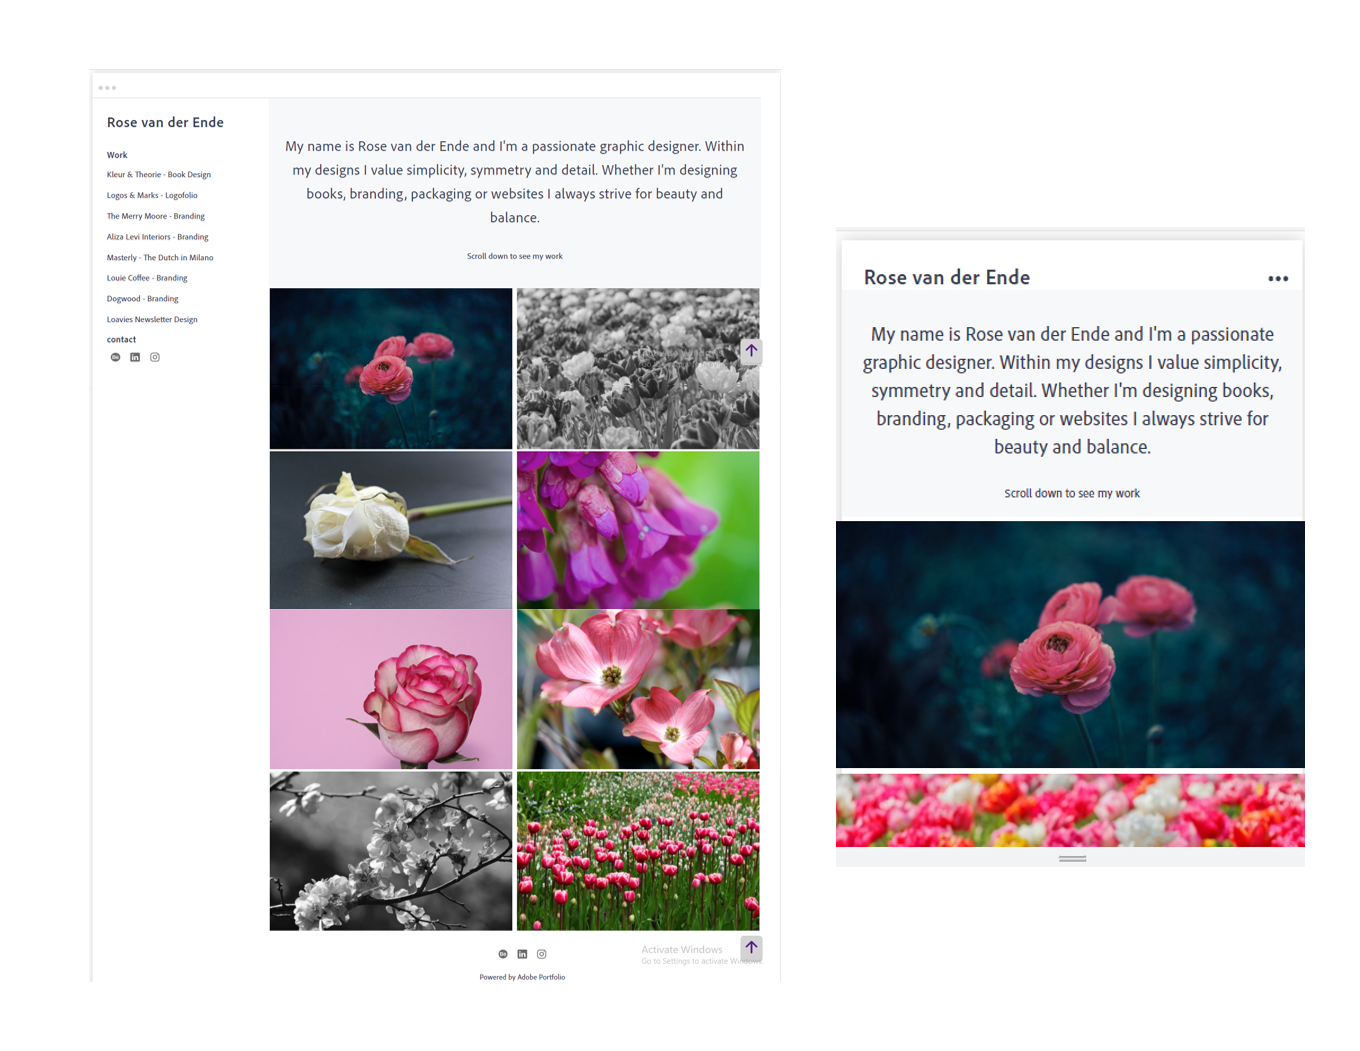 Rose van der Ende
Work
Kleur & Theorie - Book Design
Logos & Marks - Logofolio
The Merry Moore - Branding
Aliza Levi Interiors - Branding
Masterly - The Dutch in Milano
Louie Coffee - Branding
Dogwood - Branding
Loavies Newsletter Design
contact
My name is Rose van der Ende and I'm a passionate graphic designer. Within
my designs I value simplicity, symmetry and detail. Whether I'm designing
books, branding, packaging or websites I always strive for beauty and
balance.
Scroll down to see my work
Activate Windows
Go to Settings to activate Windows.
Powered by Adobe Portfolio
Rose van der Ende
My name is Rose van der Ende and I'm a passionate
graphic designer. Within my designs I value simplicity,
symmetry and detail. Whether I'm designing books,
branding, packaging or websites I always strive for
beauty and balance.
Scroll down to see my work